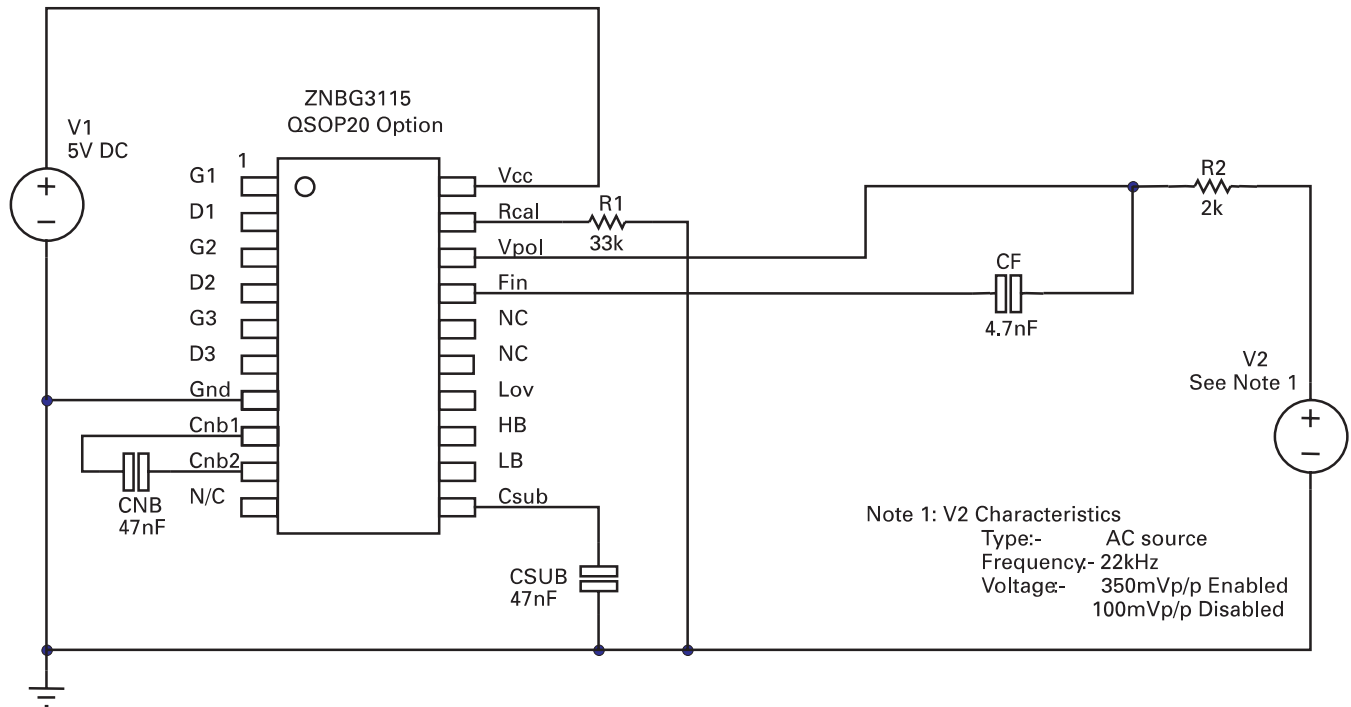 ZNBG3115
QSOP20 Option
V1
5V DC
1
G1
D1
G2
D2
G3
D3
Gnd
Cnb1
Cnb2
N/C
Vcc
Rcal
Vpol
Fin
NC
NC
Lov
HB
LB
Csub
R1
33k
R2
2k
CF
4.7nF
V2
See Note 1
CNB
47nF
CSUB
47nF
Note 1: V2 Characteristics
Type:- AC source
Frequency:- 22kHz
Voltage:- 350mVp/p Enabled
100mVp/p Disabled